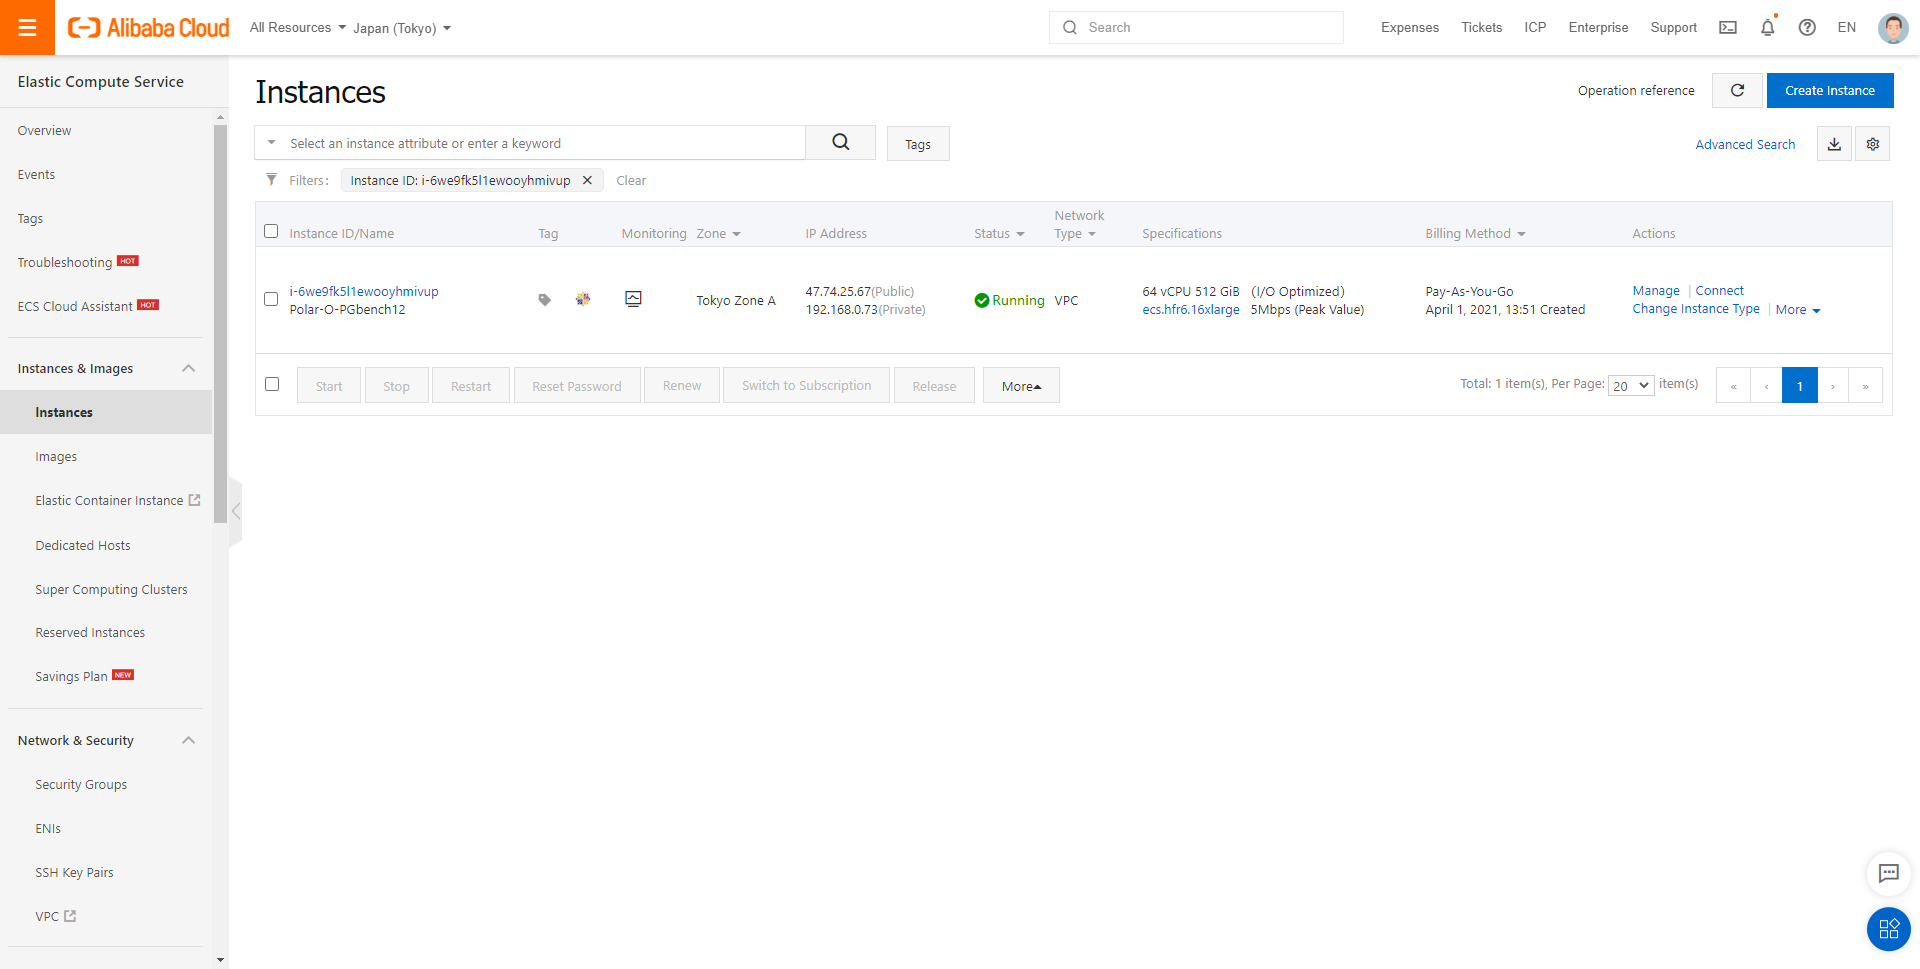 Alibaba Cloud All Resources Japan (Tokyo) Search Expenses Tickets ICP Enterprise Support EN
Elastic Compute Service
Overview
Events
Tags
Troubleshooting HOT
ECS Cloud Assistant HOT
Instances & Images
Instances
Images
Elastic Container Instance
Dedicated Hosts
Super Computing Clusters
Reserved Instances
Savings Plan NEW
Network & Security
Security Groups
ENIs
SSH Key Pairs
VPC
Instances
Operation reference Create Instance
Select an instance attribute or enter a keyword Tags Advanced Search
Filters: Instance ID: i-6we9fk5l1ewooyhmivup Clear
Instance ID/Name Tag Monitoring Zone IP Address Status Network Type Specifications Billing Method Actions
i-6we9fk5l1ewooyhmivup
Polar-O-PGbench12
Tokyo Zone A
47.74.25.67(Public)
192.168.0.73(Private)
Running
VPC
64 vCPU 512 GiB (I/O Optimized)
ecs.hfr6.16xlarge 5Mbps (Peak Value)
Pay-As-You-Go
April 1, 2021, 13:51 Created
Manage | Connect
Change Instance Type | More
Start Stop Restart Reset Password Renew Switch to Subscription Release More
Total: 1 item(s), Per Page: 20 item(s) « ‹ 1 › »